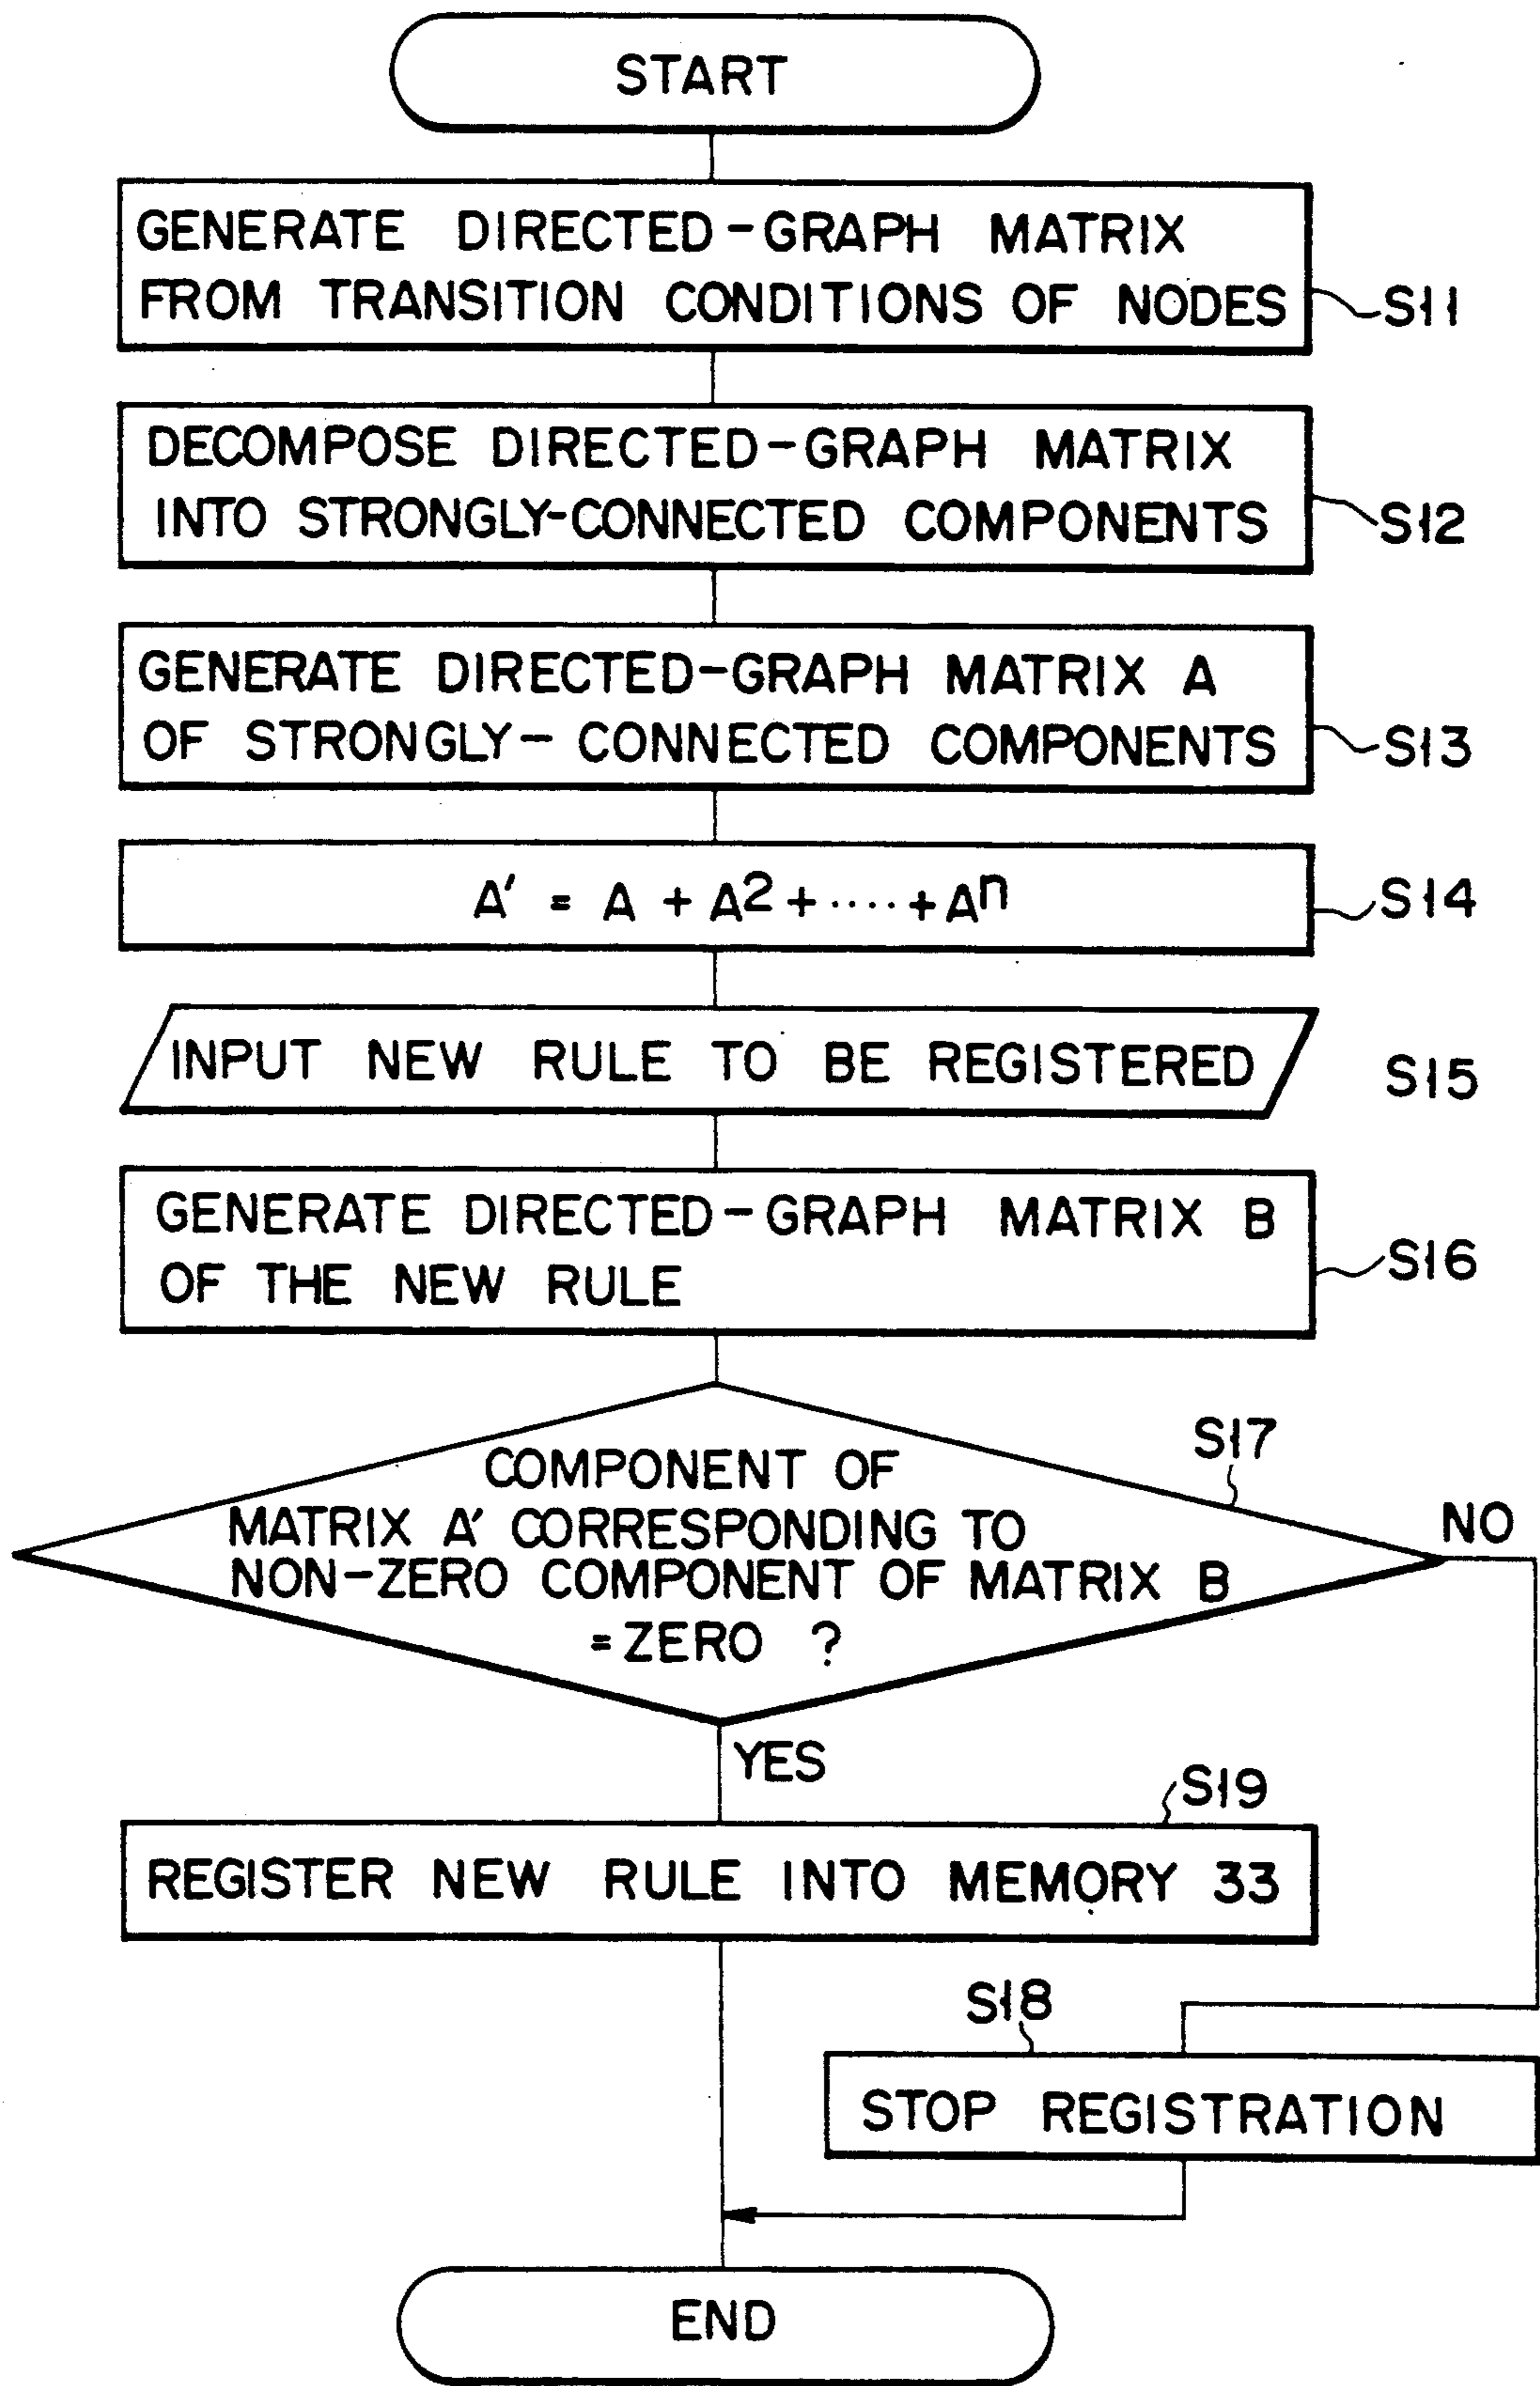 START
GENERATE DIRECTED-GRAPH MATRIX
FROM TRANSITION CONDITIONS OF NODES
S11
DECOMPOSE DIRECTED-GRAPH MATRIX
INTO STRONGLY-CONNECTED COMPONENTS
S12
GENERATE DIRECTED-GRAPH MATRIX A
OF STRONGLY- CONNECTED COMPONENTS
S13
A' = A + A² + ···· + Aⁿ
S14
INPUT NEW RULE TO BE REGISTERED
S15
GENERATE DIRECTED-GRAPH MATRIX B
OF THE NEW RULE
S16
S17
COMPONENT OF
MATRIX A' CORRESPONDING TO
NON-ZERO COMPONENT OF MATRIX B
=ZERO ?
NO
YES
S19
REGISTER NEW RULE INTO MEMORY 33
S18
STOP REGISTRATION
END